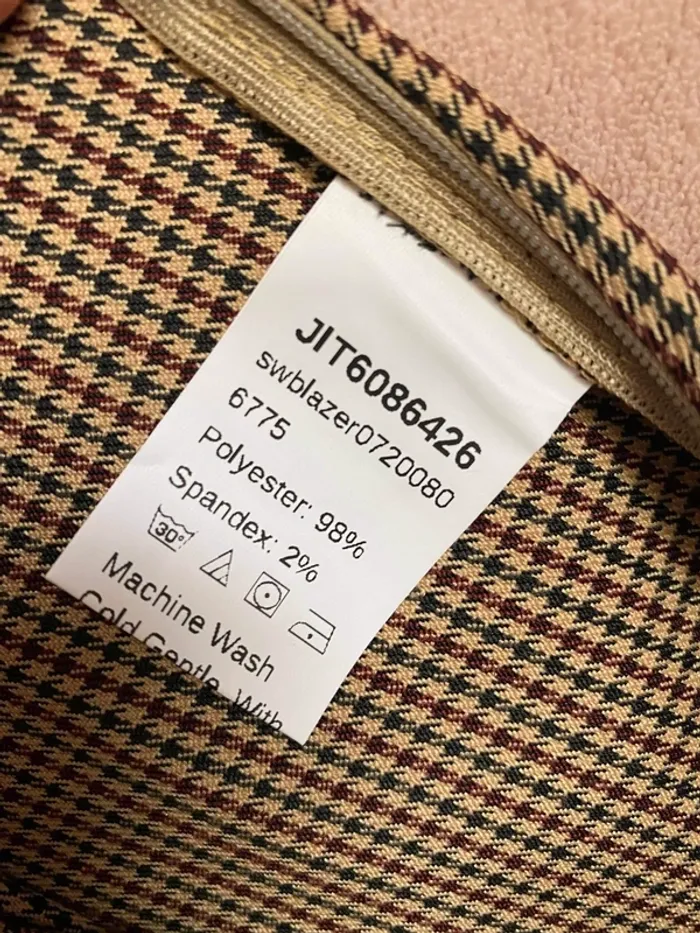 JIT6086426
swblazer0720080
6775
Polyester: 98%
Spandex: 2%
30°
Machine Wash
Cold Gentle, With